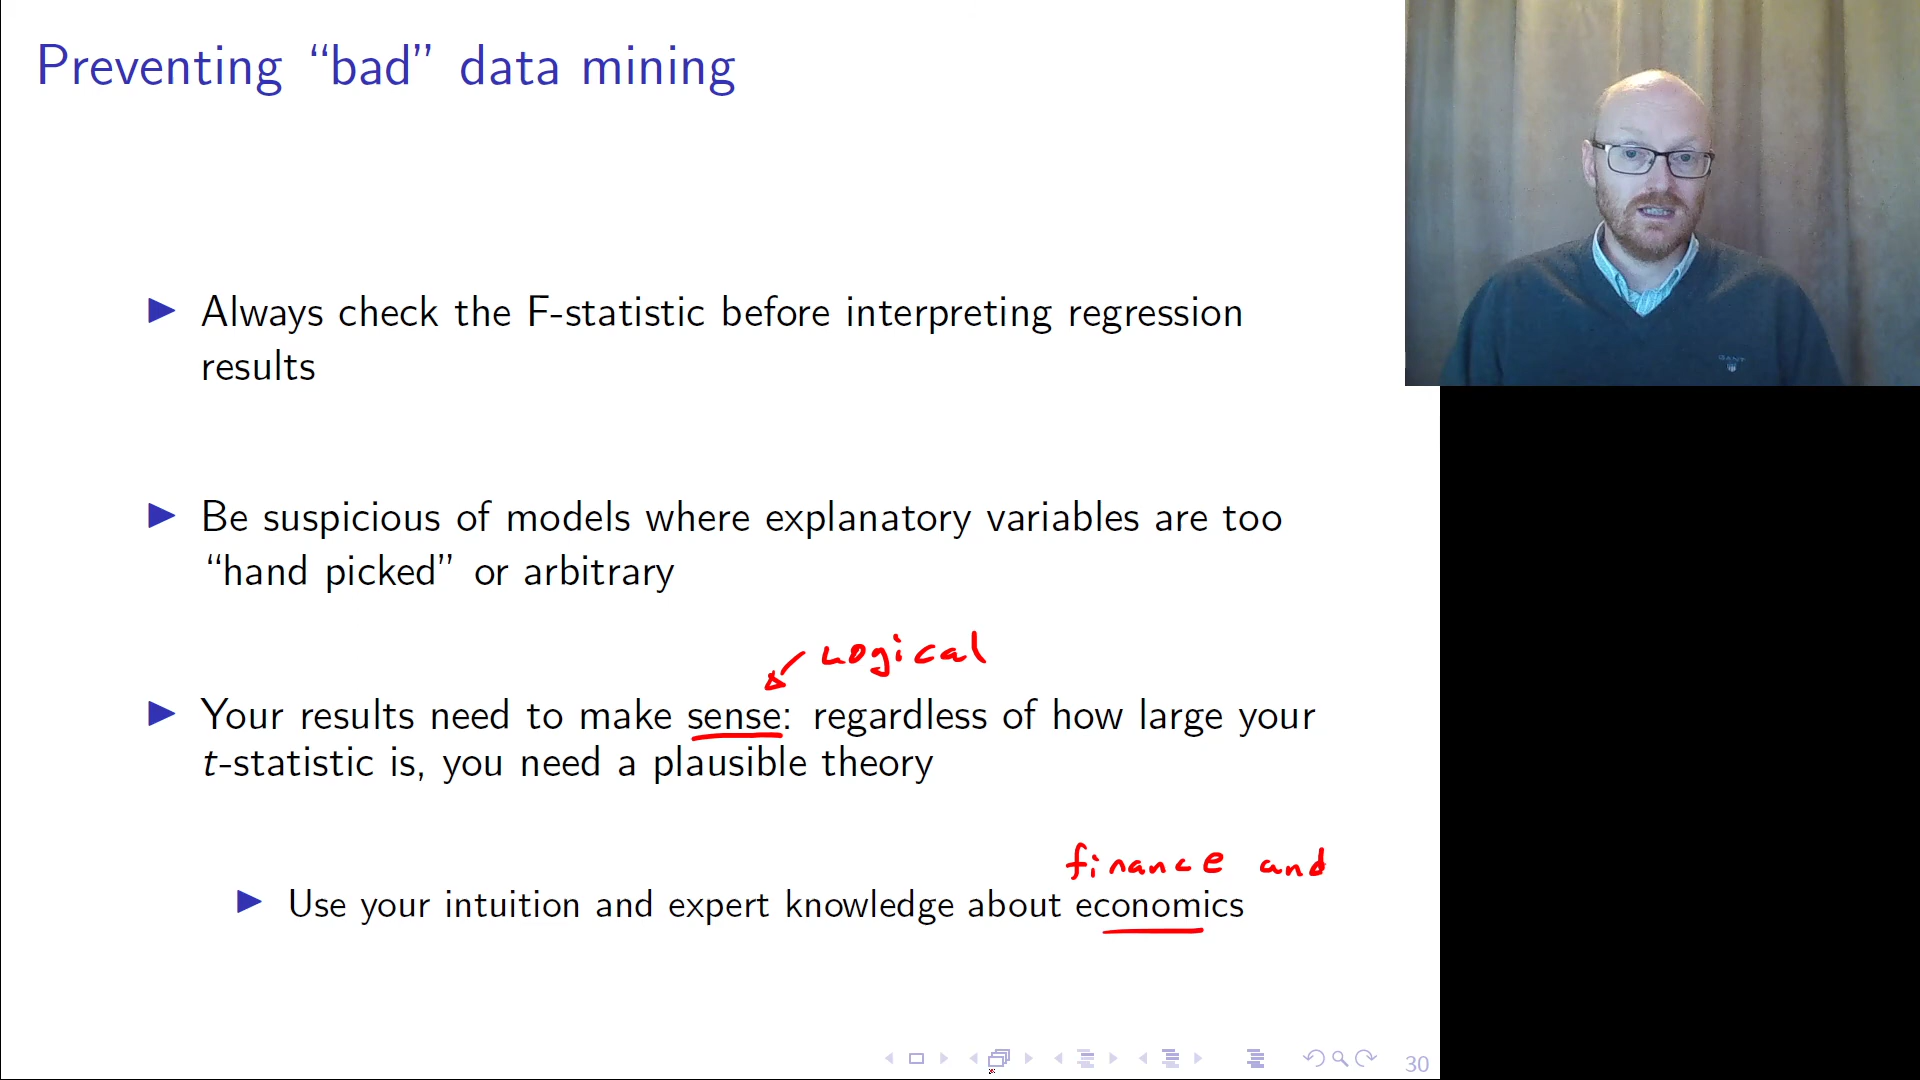 Preventing “bad” data mining
GANT
Always check the F-statistic before interpreting regression
results
Be suspicious of models where explanatory variables are too
“hand picked” or arbitrary
Logical
Your results need to make sense: regardless of how large your
t-statistic is, you need a plausible theory
finance and
Use your intuition and expert knowledge about economics
30